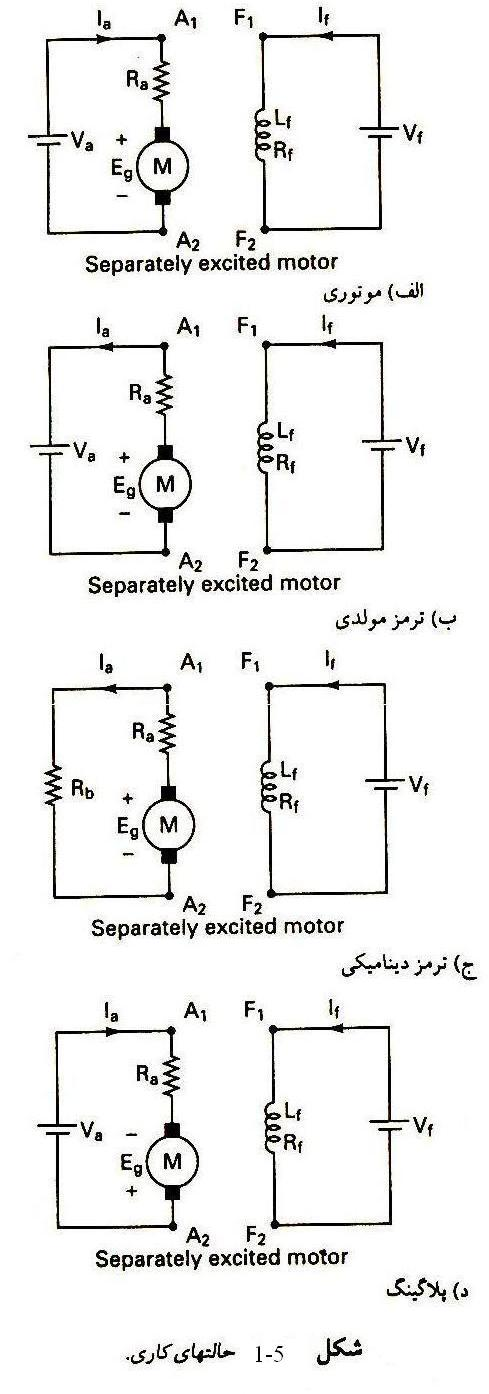 Ia A1 F1 If
Ra
Va + Eg − M Lf Rf Vf
A2 F2
Separately excited motor
الف) موتوری
Ia A1 F1 If
Ra
Va + Eg − M Lf Rf Vf
A2 F2
Separately excited motor
ب) ترمز مولدی
Ia A1 F1 If
Ra
Rb + Eg − M Lf Rf Vf
A2 F2
Separately excited motor
ج) ترمز دینامیکی
Ia A1 F1 If
Ra
Va − Eg + M Lf Rf Vf
A2 F2
Separately excited motor
د) پلاگینگ
شکل 1-5 حالتهای کاری.